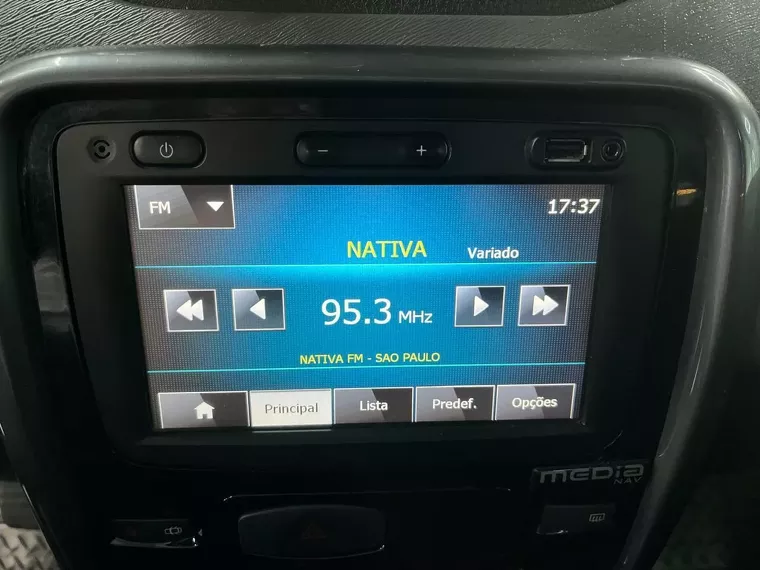 FM
17:37
NATIVA Variado
95.3 MHz
NATIVA FM - SAO PAULO
Principal Lista Predef. Opções
MEDIA
NAV